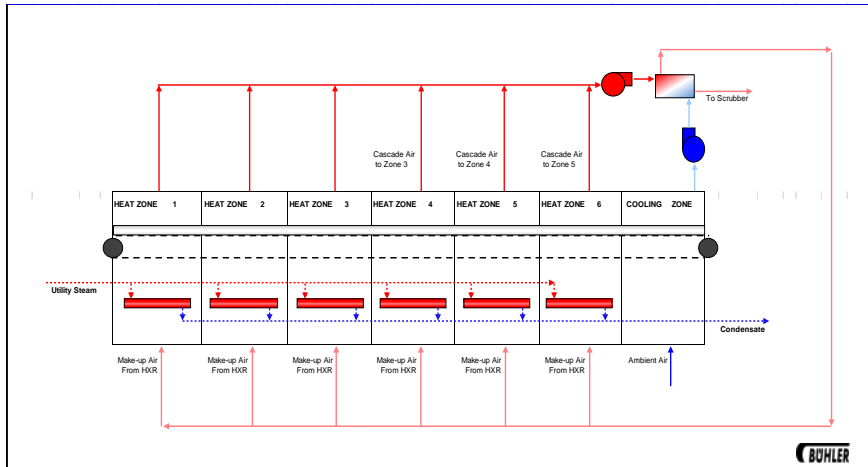 To Scrubber
Cascade Air
to Zone 3
Cascade Air
to Zone 4
Cascade Air
to Zone 5
HEAT ZONE 1
HEAT ZONE 2
HEAT ZONE 3
HEAT ZONE 4
HEAT ZONE 5
HEAT ZONE 6
COOLING ZONE
Utility Steam
Condensate
Make-up Air
From HXR
Make-up Air
From HXR
Make-up Air
From HXR
Make-up Air
From HXR
Make-up Air
From HXR
Make-up Air
From HXR
Ambient Air
BÜHLER